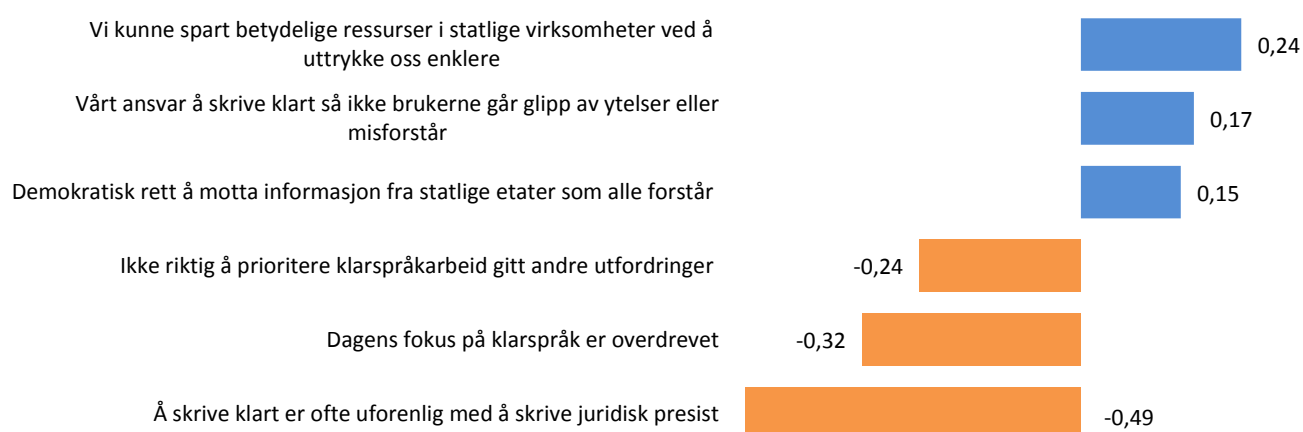 Vi kunne spart betydelige ressurser i statlige virksomheter ved å
uttrykke oss enklere
0,24
Vårt ansvar å skrive klart så ikke brukerne går glipp av ytelser eller
misforstår
0,17
Demokratisk rett å motta informasjon fra statlige etater som alle forstår
0,15
Ikke riktig å prioritere klarspråkarbeid gitt andre utfordringer
-0,24
Dagens fokus på klarspråk er overdrevet
-0,32
Å skrive klart er ofte uforenlig med å skrive juridisk presist
-0,49